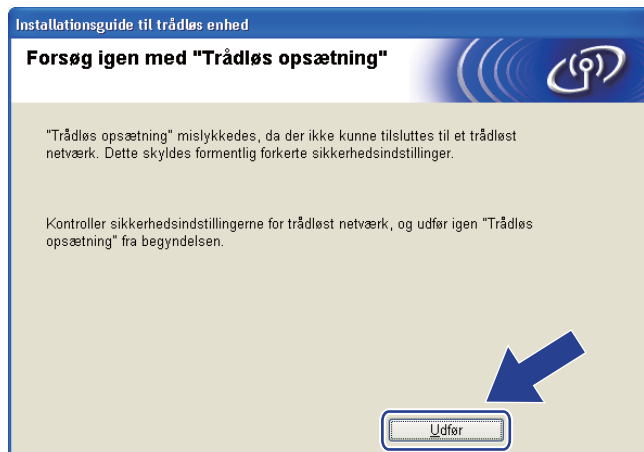 Installationsguide til trådløs enhed
Forsøg igen med "Trådløs opsætning"
"Trådløs opsætning" mislykkedes, da der ikke kunne tilsluttes til et trådløst
netværk. Dette skyldes formentlig forkerte sikkerhedsindstillinger.
Kontroller sikkerhedsindstillingerne for trådløst netværk, og udfør igen "Trådløs
opsætning" fra begyndelsen.
Udfør